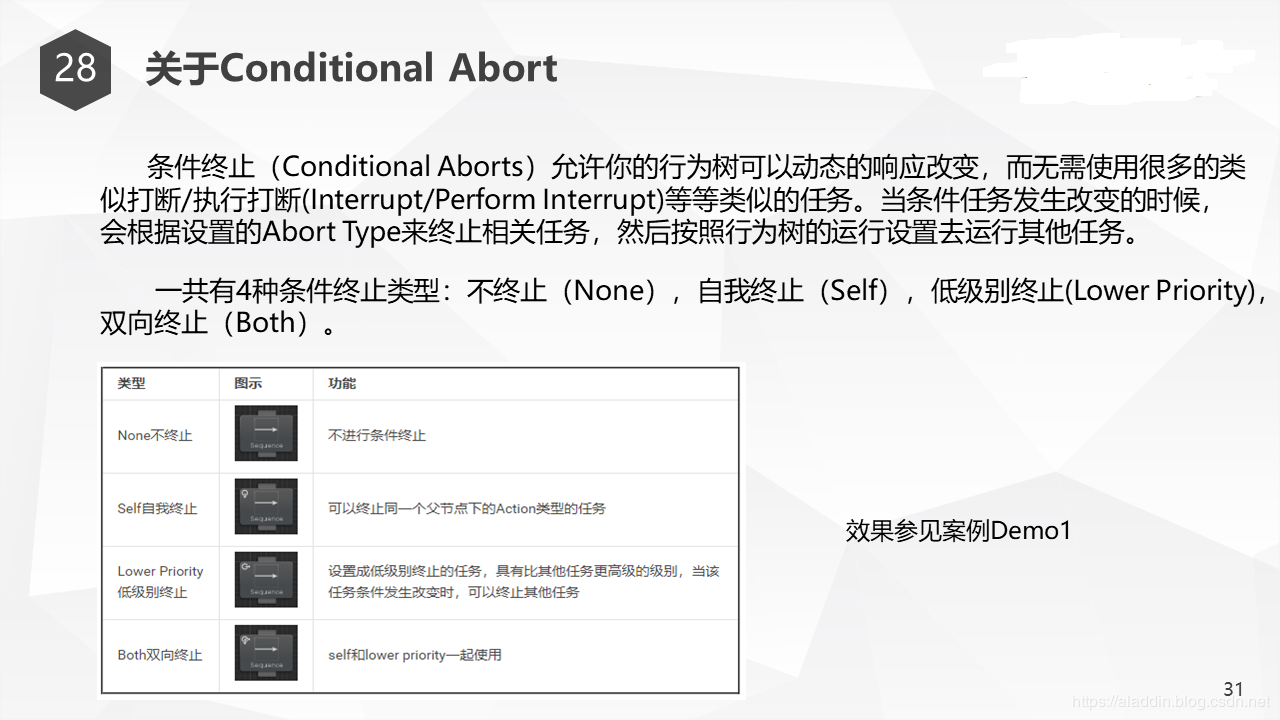 28
关于Conditional Abort
条件终止（Conditional Aborts）允许你的行为树可以动态的响应改变，而无需使用很多的类
似打断/执行打断(Interrupt/Perform Interrupt)等等类似的任务。当条件任务发生改变的时候，
会根据设置的Abort Type来终止相关任务，然后按照行为树的运行设置去运行其他任务。
一共有4种条件终止类型：不终止（None），自我终止（Self），低级别终止(Lower Priority)，
双向终止（Both）。
类型 图示 功能
None不终止 Sequence 不进行条件终止
Self自我终止 Sequence 可以终止同一个父节点下的Action类型的任务
Lower Priority
低级别终止 Sequence 设置成低级别终止的任务，具有比其他任务更高级的级别，当该
任务条件发生改变时，可以终止其他任务
Both双向终止 Sequence self和lower priority一起使用
效果参见案例Demo1
31
https://aladdin.blog.csdn.net